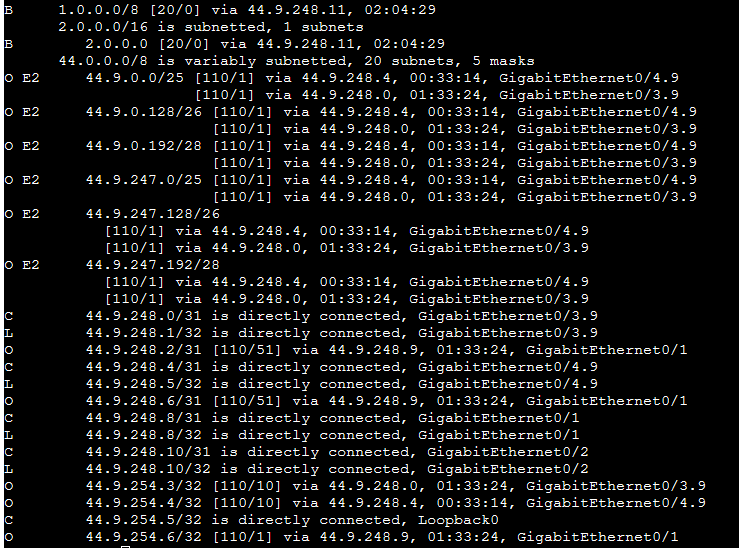 B     1.0.0.0/8 [20/0] via 44.9.248.11, 02:04:29
      2.0.0.0/16 is subnetted, 1 subnets
B        2.0.0.0 [20/0] via 44.9.248.11, 02:04:29
      44.0.0.0/8 is variably subnetted, 20 subnets, 5 masks
O E2     44.9.0.0/25 [110/1] via 44.9.248.4, 00:33:14, GigabitEthernet0/4.9
                     [110/1] via 44.9.248.0, 01:33:24, GigabitEthernet0/3.9
O E2     44.9.0.128/26 [110/1] via 44.9.248.4, 00:33:14, GigabitEthernet0/4.9
                       [110/1] via 44.9.248.0, 01:33:24, GigabitEthernet0/3.9
O E2     44.9.0.192/28 [110/1] via 44.9.248.4, 00:33:14, GigabitEthernet0/4.9
                       [110/1] via 44.9.248.0, 01:33:24, GigabitEthernet0/3.9
O E2     44.9.247.0/25 [110/1] via 44.9.248.4, 00:33:14, GigabitEthernet0/4.9
                       [110/1] via 44.9.248.0, 01:33:24, GigabitEthernet0/3.9
O E2     44.9.247.128/26
           [110/1] via 44.9.248.4, 00:33:14, GigabitEthernet0/4.9
           [110/1] via 44.9.248.0, 01:33:24, GigabitEthernet0/3.9
O E2     44.9.247.192/28
           [110/1] via 44.9.248.4, 00:33:14, GigabitEthernet0/4.9
           [110/1] via 44.9.248.0, 01:33:24, GigabitEthernet0/3.9
C        44.9.248.0/31 is directly connected, GigabitEthernet0/3.9
L        44.9.248.1/32 is directly connected, GigabitEthernet0/3.9
O        44.9.248.2/31 [110/51] via 44.9.248.9, 01:33:24, GigabitEthernet0/1
C        44.9.248.4/31 is directly connected, GigabitEthernet0/4.9
L        44.9.248.5/32 is directly connected, GigabitEthernet0/4.9
O        44.9.248.6/31 [110/51] via 44.9.248.9, 01:33:24, GigabitEthernet0/1
C        44.9.248.8/31 is directly connected, GigabitEthernet0/1
L        44.9.248.8/32 is directly connected, GigabitEthernet0/1
C        44.9.248.10/31 is directly connected, GigabitEthernet0/2
L        44.9.248.10/32 is directly connected, GigabitEthernet0/2
O        44.9.254.3/32 [110/10] via 44.9.248.0, 01:33:24, GigabitEthernet0/3.9
O        44.9.254.4/32 [110/10] via 44.9.248.4, 00:33:14, GigabitEthernet0/4.9
C        44.9.254.5/32 is directly connected, Loopback0
O        44.9.254.6/32 [110/1] via 44.9.248.9, 01:33:24, GigabitEthernet0/1